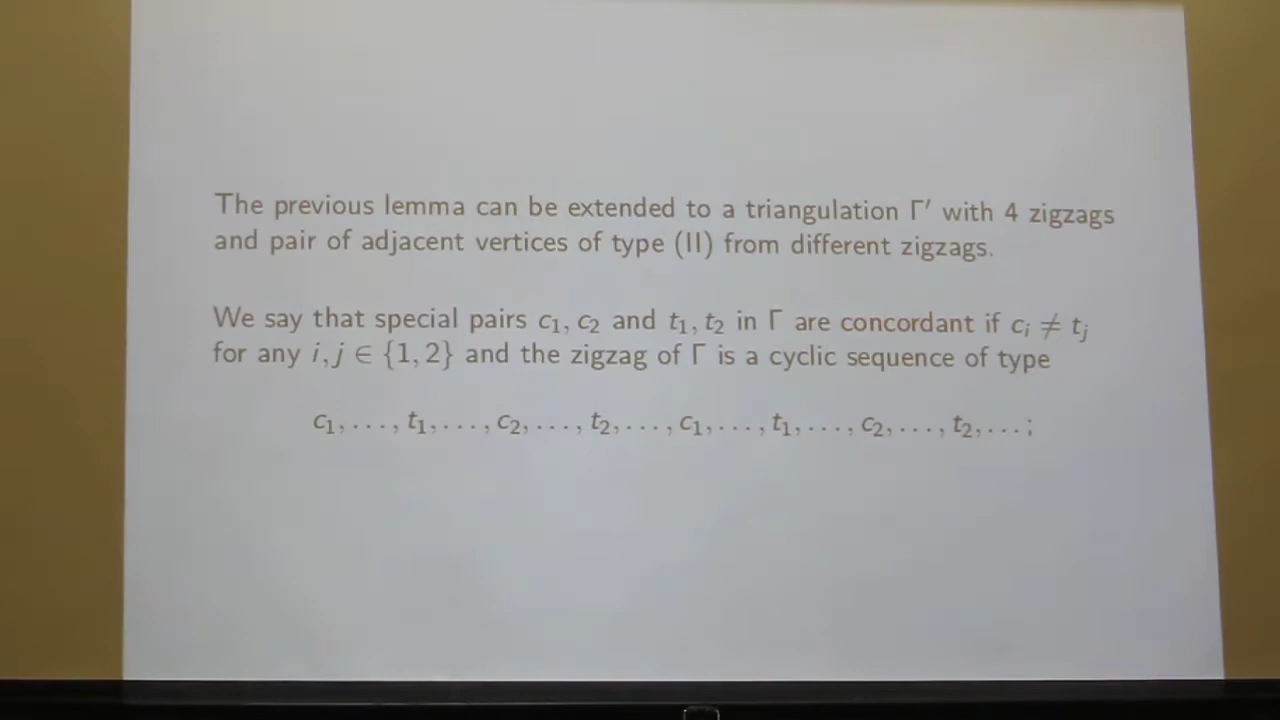 The previous lemma can be extended to a triangulation Γ′ with 4 zigzags
and pair of adjacent vertices of type (II) from different zigzags.
We say that special pairs c₁, c₂ and t₁, t₂ in Γ are concordant if cᵢ ≠ tⱼ
for any i, j ∈ {1, 2} and the zigzag of Γ is a cyclic sequence of type
c₁, . . . , t₁, . . . , c₂, . . . , t₂, . . . , c₁, . . . , t₁, . . . , c₂, . . . , t₂, . . . ;